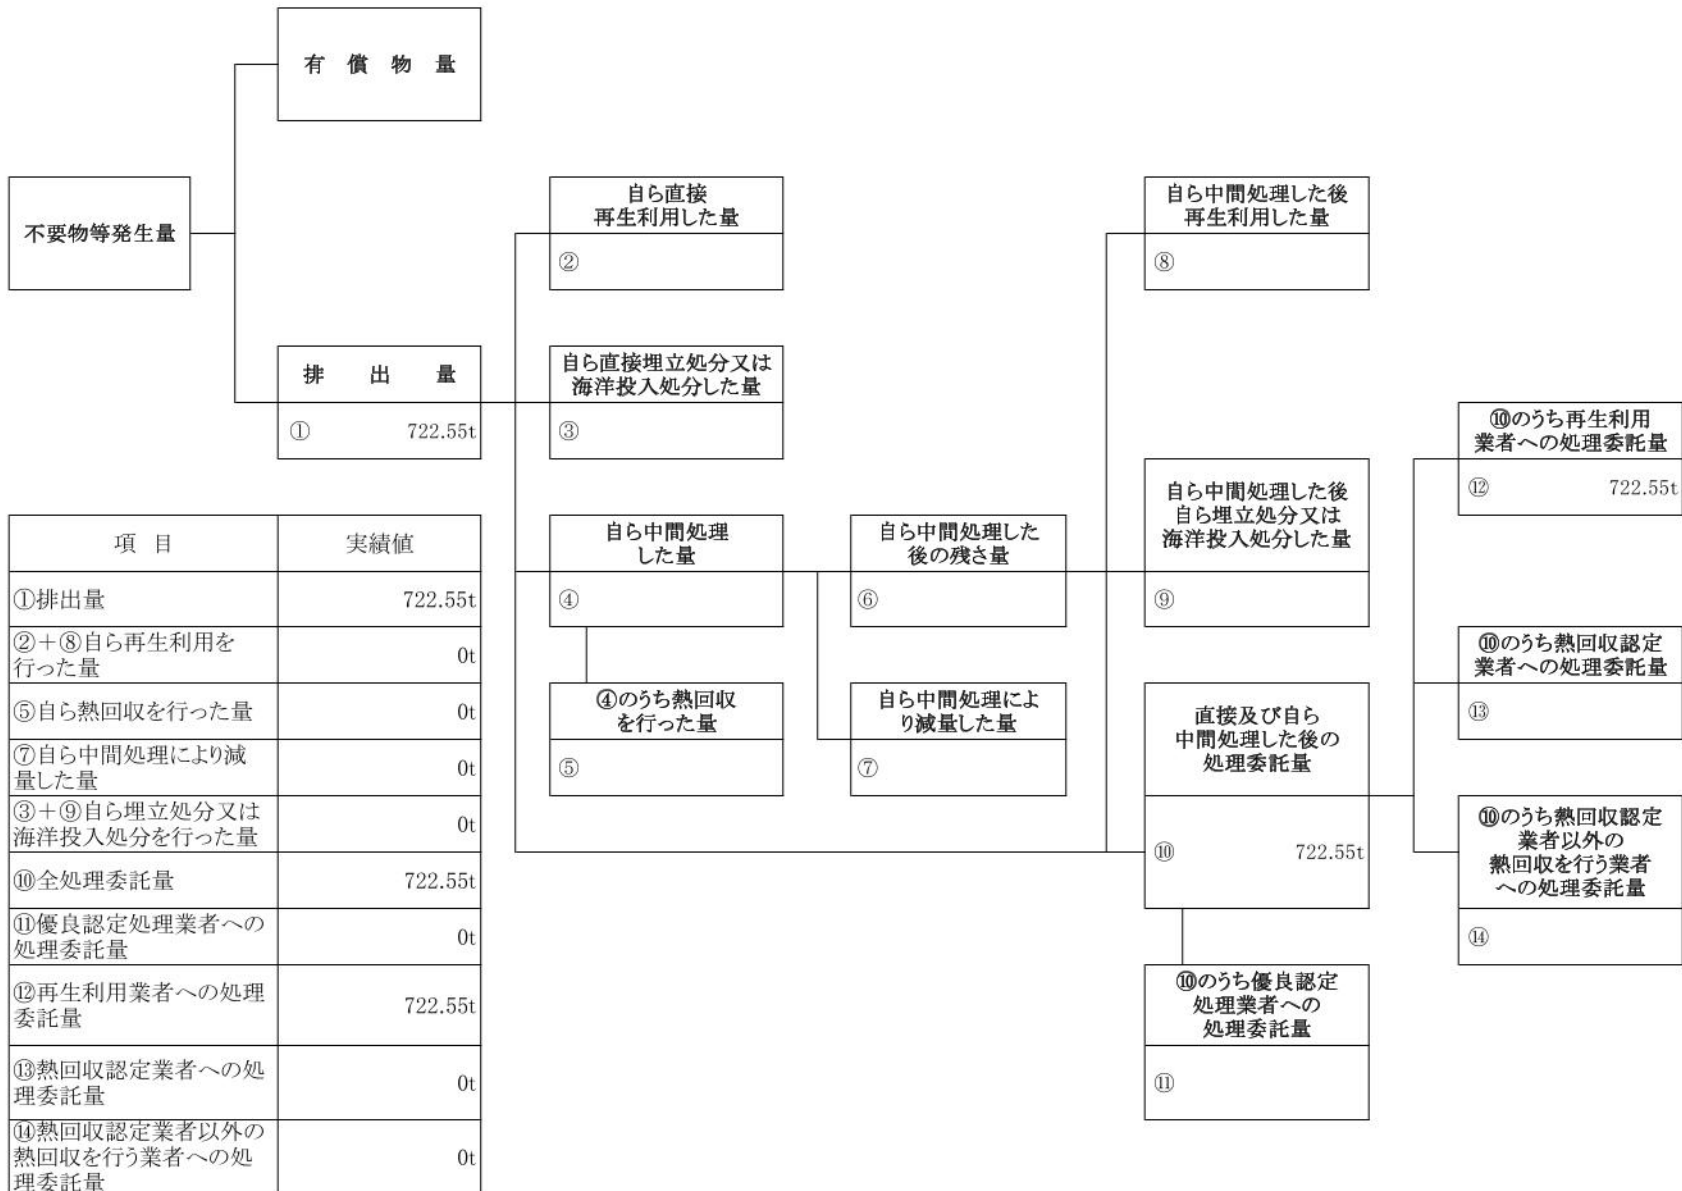 有 償 物 量
不要物等発生量
自ら直接
再生利用した量
②
自ら中間処理した後
再生利用した量
⑧
排 出 量
① 722.55t
自ら直接埋立処分又は
海洋投入処分した量
③
⑩のうち再生利用
業者への処理委託量
⑫ 722.55t
自ら中間処理した後
自ら埋立処分又は
海洋投入処分した量
⑨
自ら中間処理
した量
④
自ら中間処理した
後の残さ量
⑥
⑩のうち熱回収認定
業者への処理委託量
⑬
④のうち熱回収
を行った量
⑤
自ら中間処理によ
り減量した量
⑦
直接及び自ら
中間処理した後の
処理委託量
⑩ 722.55t
⑩のうち熱回収認定
業者以外の
熱回収を行う業者
への処理委託量
⑭
⑩のうち優良認定
処理業者への
処理委託量
⑪
項 目 実績値
①排出量 722.55t
②+⑧自ら再生利用を
行った量 0t
⑤自ら熱回収を行った量 0t
⑦自ら中間処理により減
量した量 0t
③+⑨自ら埋立処分又は
海洋投入処分を行った量 0t
⑩全処理委託量 722.55t
⑪優良認定処理業者への
処理委託量 0t
⑫再生利用業者への処理
委託量 722.55t
⑬熱回収認定業者への処
理委託量 0t
⑭熱回収認定業者以外の
熱回収を行う業者への処
理委託量 0t